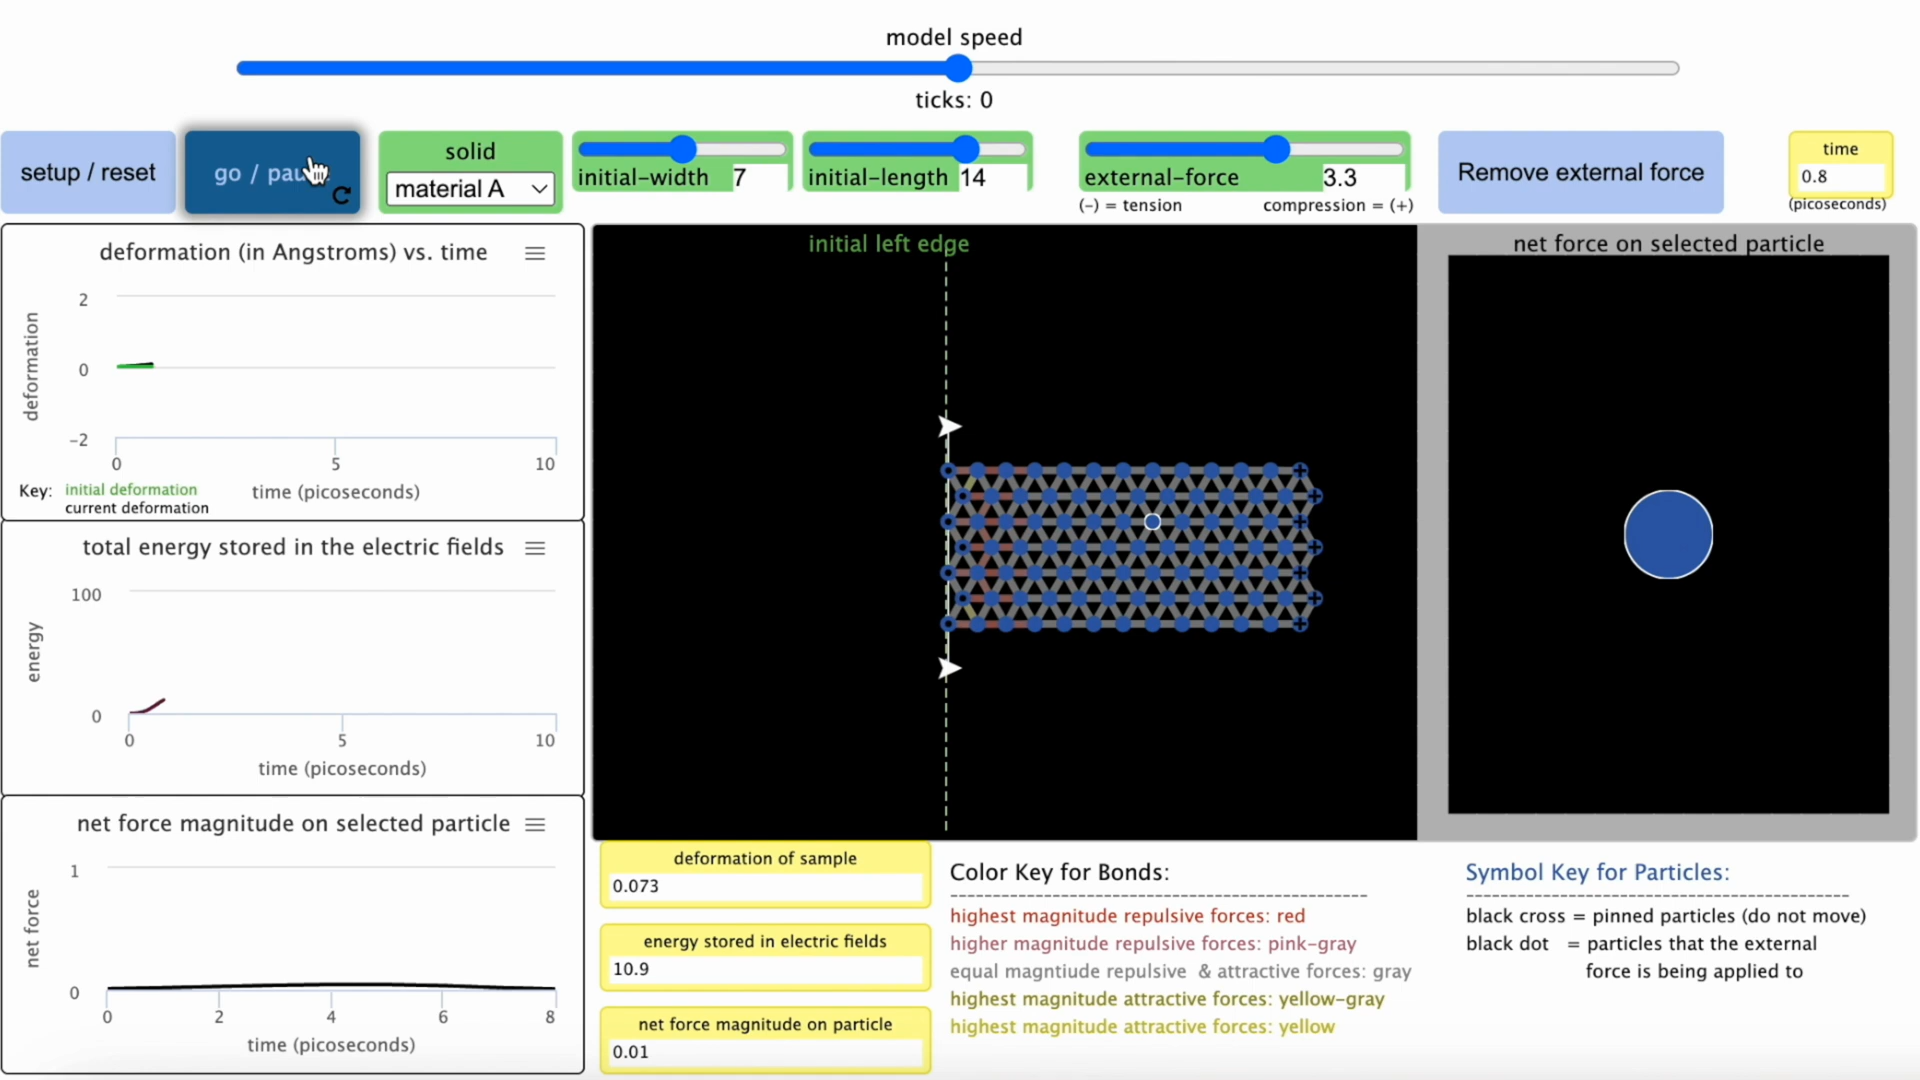 model speed
ticks: 0
setup / reset
go / pau
solid
material A
initial-width 7
initial-length 14
external-force 3.3
(-) = tension compression = (+)
Remove external force
time
0.8
(picoseconds)
deformation (in Angstroms) vs. time
deformation
2
0
-2
0 5 10
time (picoseconds)
Key: initial deformation
current deformation
total energy stored in the electric fields
energy
100
0
0 5 10
time (picoseconds)
net force magnitude on selected particle
net force
1
0
0 2 4 6 8
time (picoseconds)
initial left edge
net force on selected particle
deformation of sample
0.073
energy stored in electric fields
10.9
net force magnitude on particle
0.01
Color Key for Bonds:
highest magnitude repulsive forces: red
higher magnitude repulsive forces: pink-gray
equal magntiude repulsive & attractive forces: gray
highest magnitude attractive forces: yellow-gray
highest magnitude attractive forces: yellow
Symbol Key for Particles:
black cross = pinned particles (do not move)
black dot = particles that the external
force is being applied to